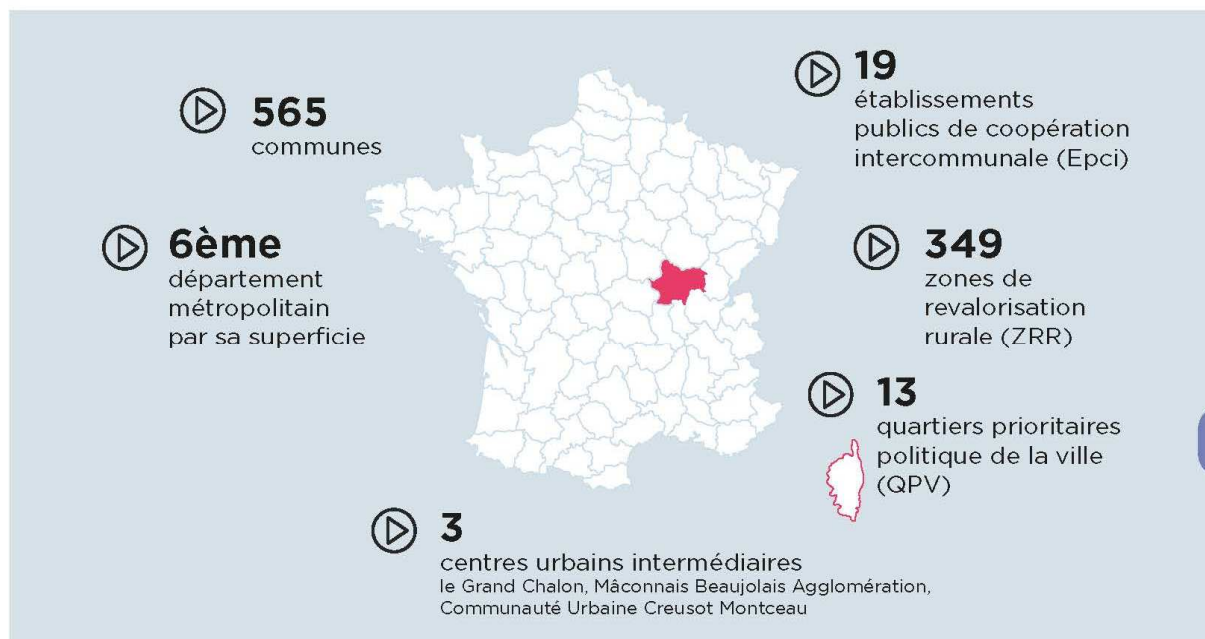 565
communes
6ème
département
métropolitain
par sa superficie
19
établissements
publics de coopération
intercommunale (Epci)
349
zones de
revalorisation
rurale (ZRR)
13
quartiers prioritaires
politique de la ville
(QPV)
3
centres urbains intermédiaires
le Grand Chalon, Mâconnais Beaujolais Agglomération,
Communauté Urbaine Creusot Montceau